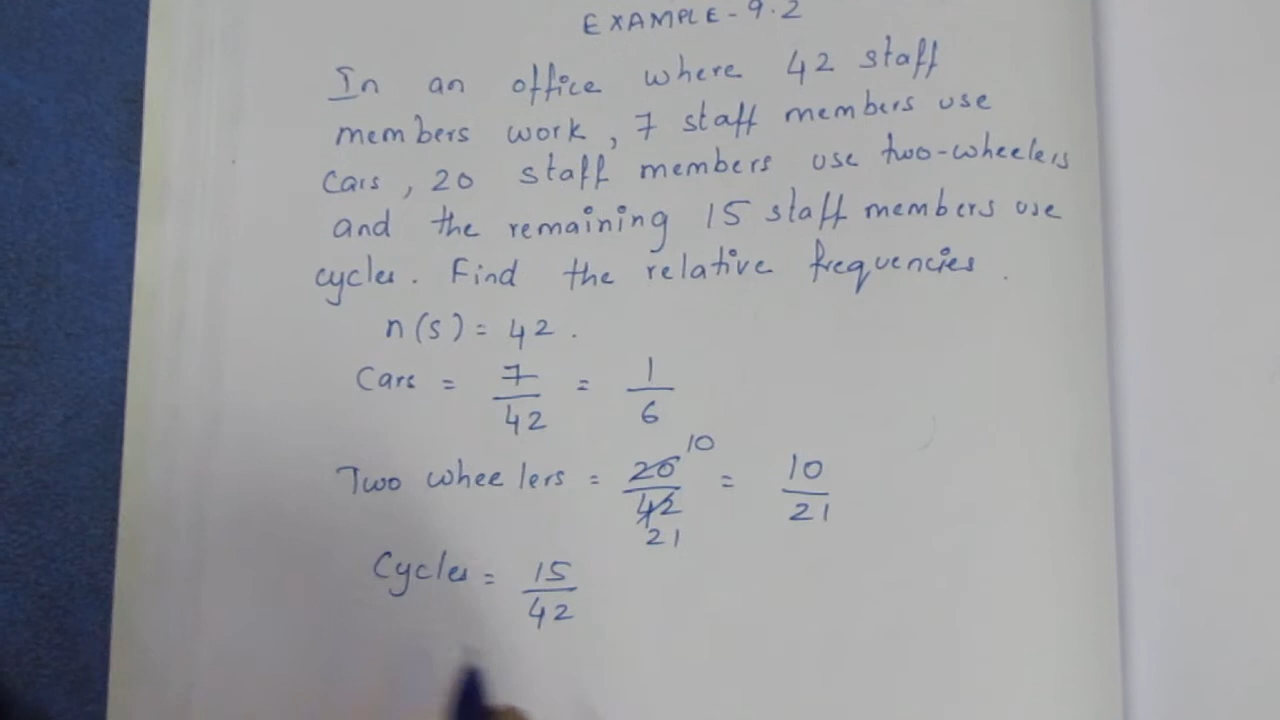 EXAMPLE - 9.2
In an office where 42 staff
members work, 7 staff members use
cars, 20 staff members use two-wheelers
and the remaining 15 staff members use
cycles. Find the relative frequencies.
n(s) = 42.
Cars = 7/42 = 1/6
Two wheelers = 20/42 10 21 = 10/21
Cycles = 15/42